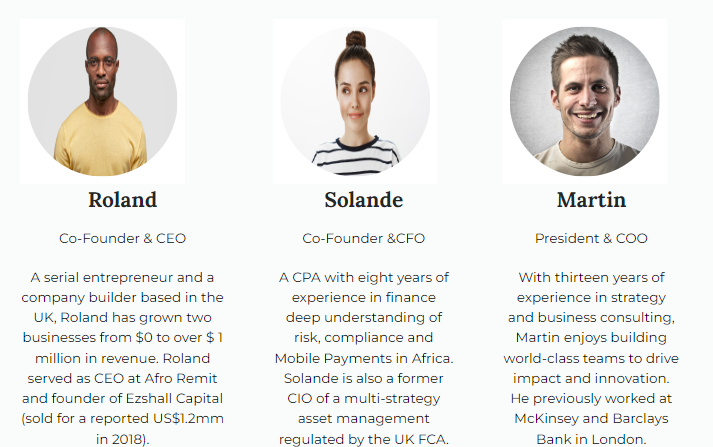 Roland
Co-Founder & CEO
A serial entrepreneur and a
company builder based in the
UK, Roland has grown two
businesses from $0 to over $ 1
million in revenue. Roland
served as CEO at Afro Remit
and founder of Ezshall Capital
(sold for a reported US$1.2mm
in 2018).
Solande
Co-Founder &CFO
A CPA with eight years of
experience in finance
deep understanding of
risk, compliance and
Mobile Payments in Africa.
Solande is also a former
CIO of a multi-strategy
asset management
regulated by the UK FCA.
Martin
President & COO
With thirteen years of
experience in strategy
and business consulting,
Martin enjoys building
world-class teams to drive
impact and innovation.
He previously worked at
McKinsey and Barclays
Bank in London.